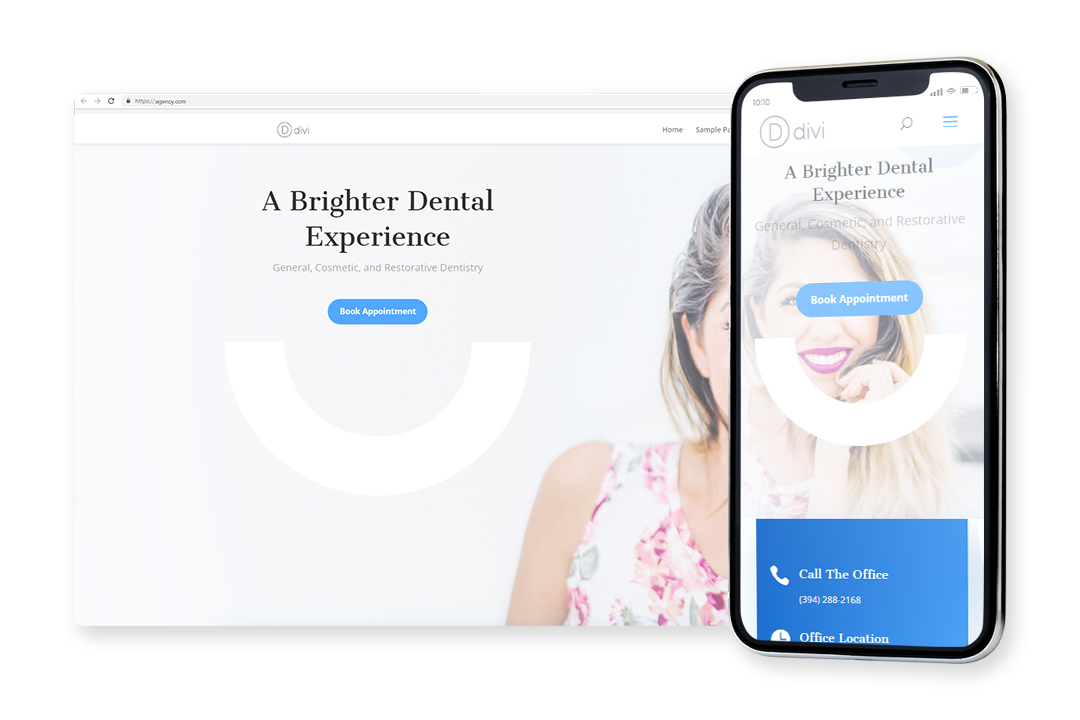 https://agency.com
D divi
Home
Sample Pa
A Brighter Dental
Experience
General, Cosmetic, and Restorative Dentistry
Book Appointment
10:10
D divi
A Brighter Dental
Experience
General, Cosmetic, and Restorative
Dentistry
Book Appointment
Call The Office
(394) 288-2168
Office Location